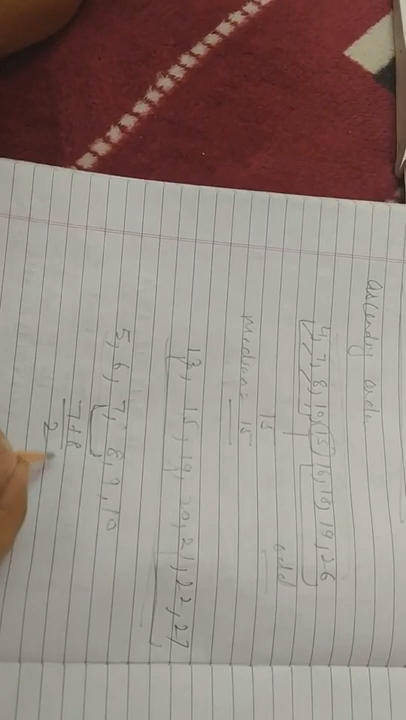 ascending order
4, 7, 8, 10, 15, 16, 18, 19, 26
15 odd
Median = 15
13, 15, 19, 20, 21, 22, 27
5, 6, 7, 8, 9, 10
7+8
2